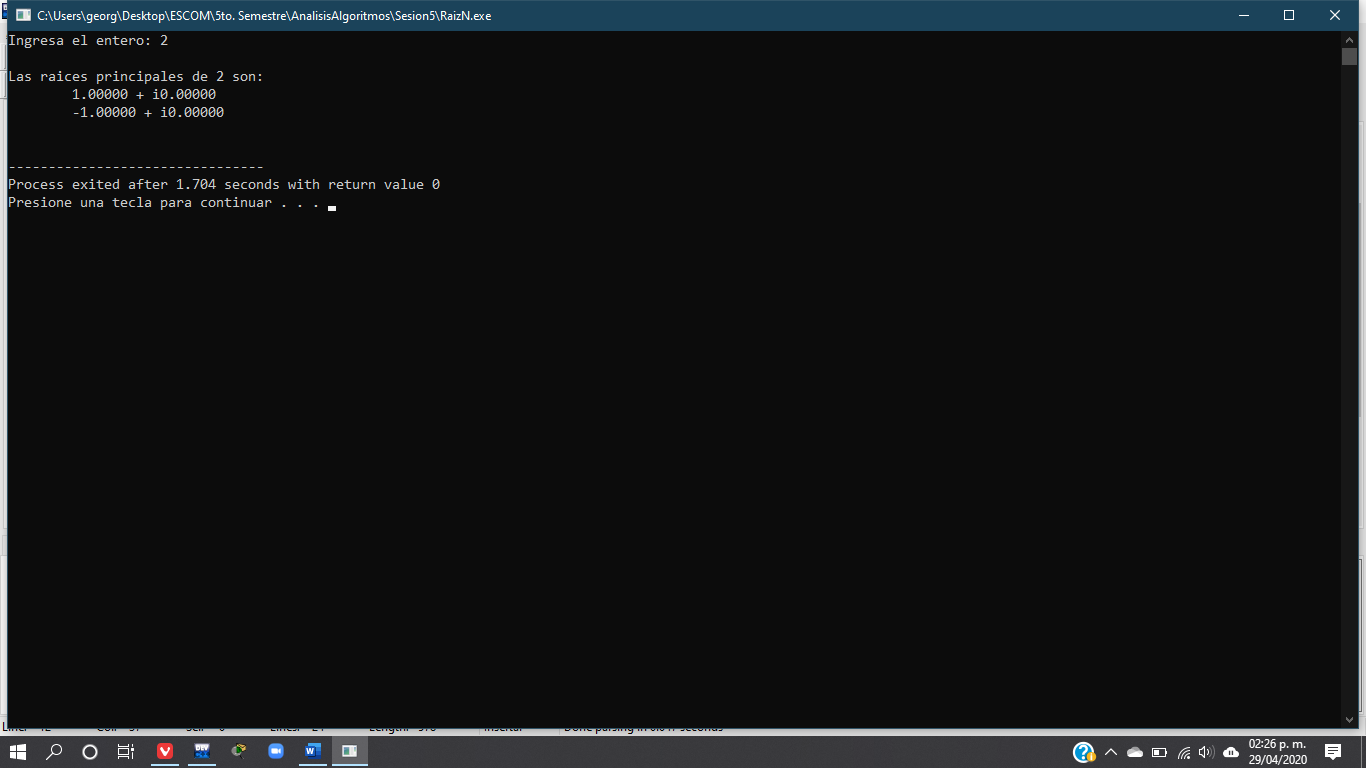 C:\Users\georg\Desktop\ESCOM\5to. Semestre\AnalisisAlgoritmos\Sesion5\RaizN.exe
Ingresa el entero: 2
Las raices principales de 2 son:
1.00000 + i0.00000
-1.00000 + i0.00000
--------------------------------
Process exited after 1.704 seconds with return value 0
Presione una tecla para continuar . . .
02:26 p. m.
29/04/2020